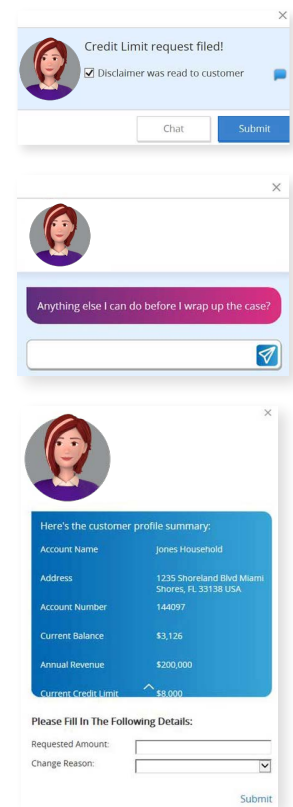 Credit Limit request filed!
Disclaimer was read to customer
Chat
Submit
Anything else I can do before I wrap up the case?
Here's the customer profile summary:
Account Name Jones Household
Address 1235 Shoreland Blvd Miami
Shores, FL 33138 USA
Account Number 144097
Current Balance $3,126
Annual Revenue $200,000
Current Credit Limit $8,000
Please Fill In The Following Details:
Requested Amount:
Change Reason:
Submit